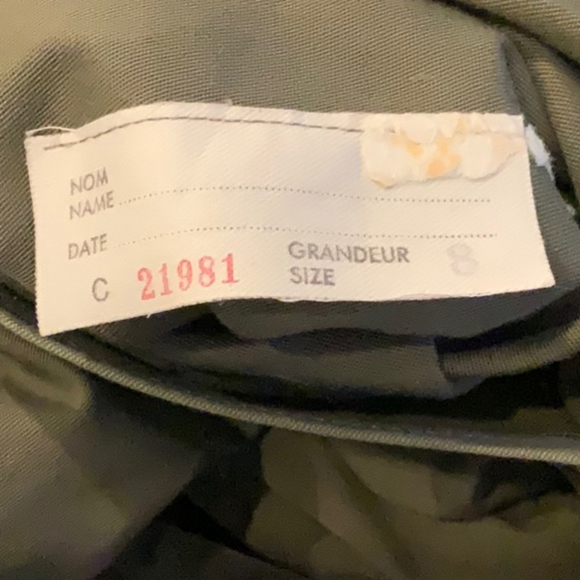 NOM
NAME
DATE
C 21981
GRANDEUR
SIZE 8